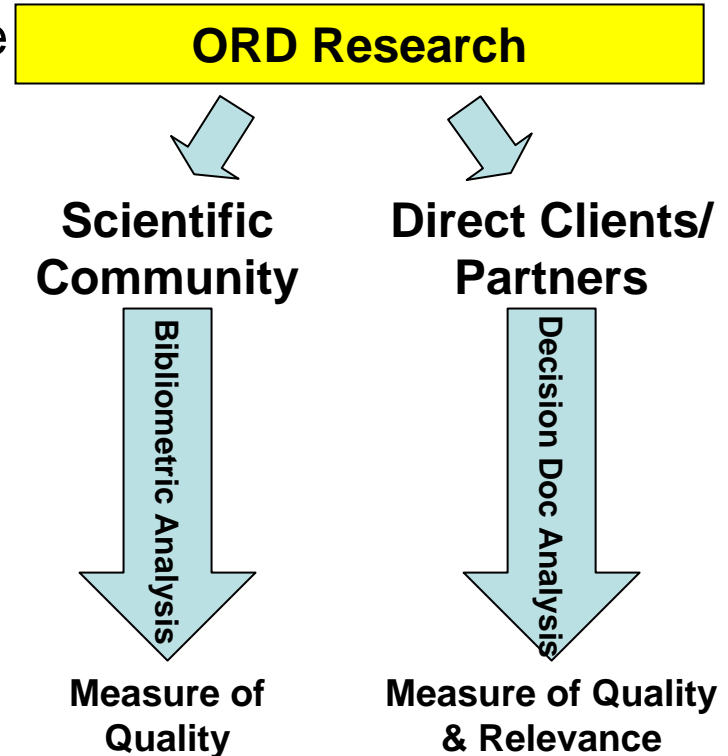 e
ORD Research
Scientific
Community
Direct Clients/
Partners
Bibliometric Analysis
Decision Doc Analysis
Measure of
Quality
Measure of Quality
& Relevance